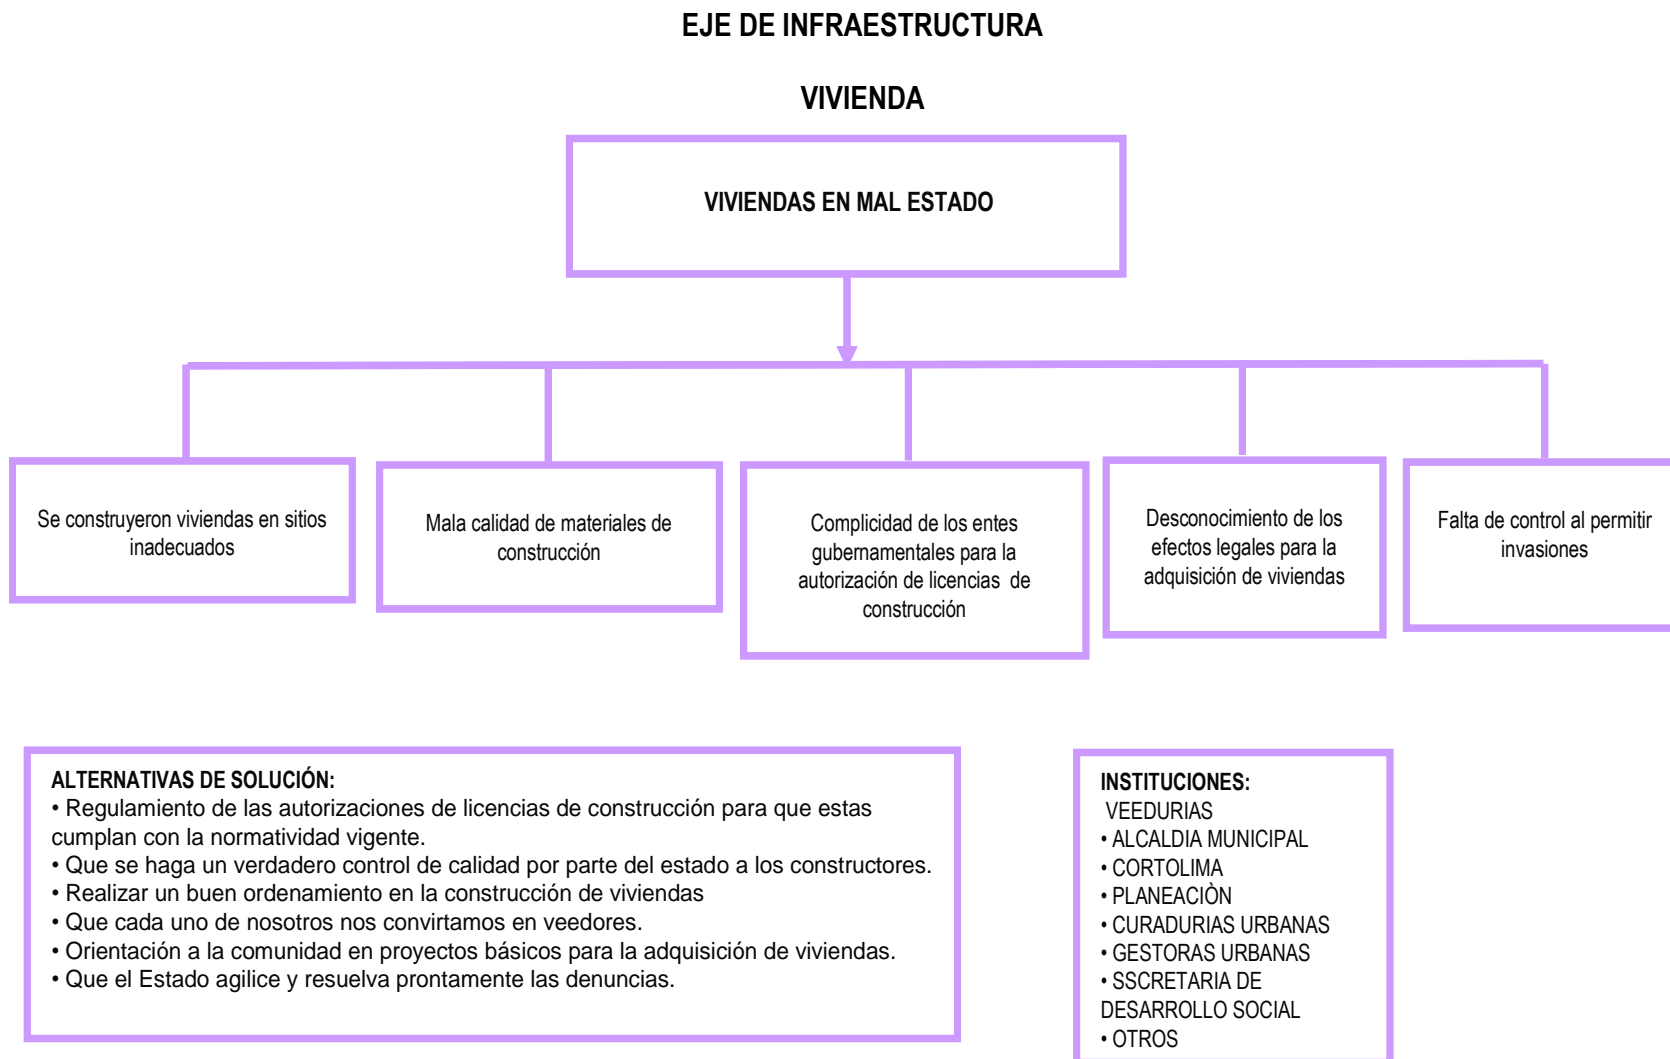 EJE DE INFRAESTRUCTURA
VIVIENDA
VIVIENDAS EN MAL ESTADO
Se construyeron viviendas en sitios
inadecuados
Mala calidad de materiales de
construcción
Complicidad de los entes
gubernamentales para la
autorización de licencias de
construcción
Desconocimiento de los
efectos legales para la
adquisición de viviendas
Falta de control al permitir
invasiones
ALTERNATIVAS DE SOLUCIÓN:
• Regulamiento de las autorizaciones de licencias de construcción para que estas
cumplan con la normatividad vigente.
• Que se haga un verdadero control de calidad por parte del estado a los constructores.
• Realizar un buen ordenamiento en la construcción de viviendas
• Que cada uno de nosotros nos convirtamos en veedores.
• Orientación a la comunidad en proyectos básicos para la adquisición de viviendas.
• Que el Estado agilice y resuelva prontamente las denuncias.
INSTITUCIONES:
VEEDURIAS
• ALCALDIA MUNICIPAL
• CORTOLIMA
• PLANEACIÒN
• CURADURIAS URBANAS
• GESTORAS URBANAS
• SSCRETARIA DE
DESARROLLO SOCIAL
• OTROS